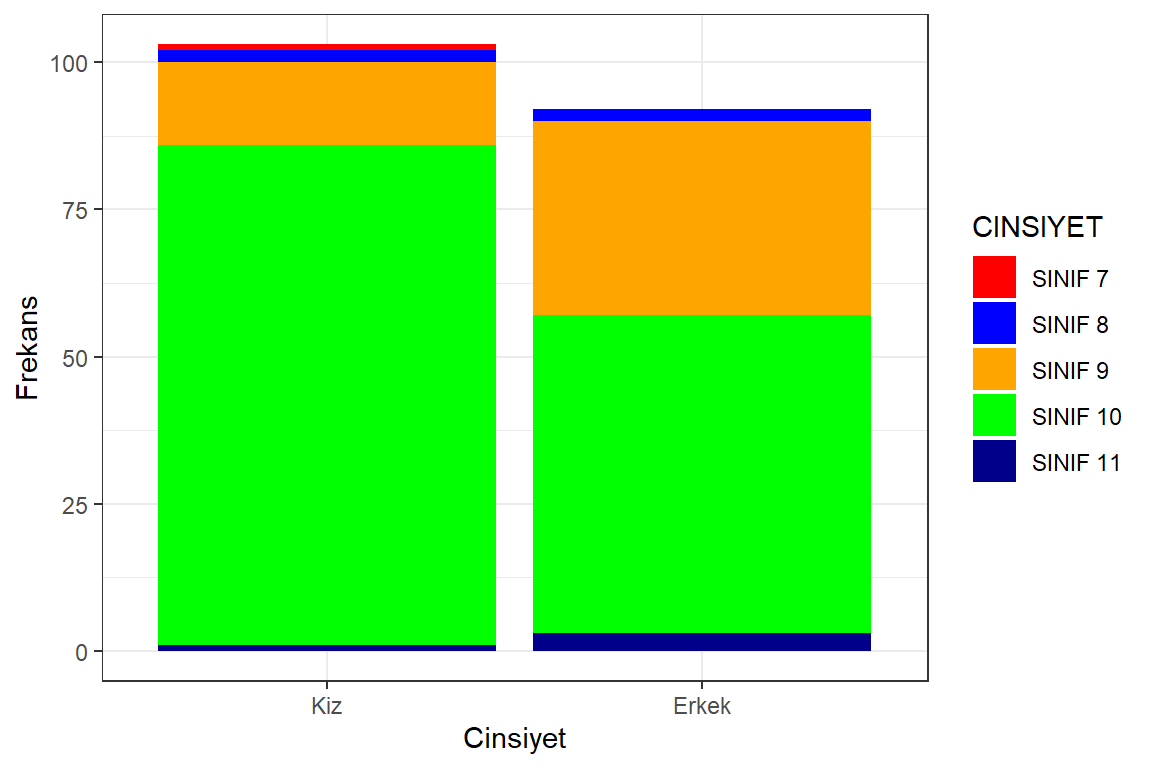 100
75
50
25
0
Frekans
Kiz
Erkek
Cinsiyet
CINSIYET
SINIF 7
SINIF 8
SINIF 9
SINIF 10
SINIF 11